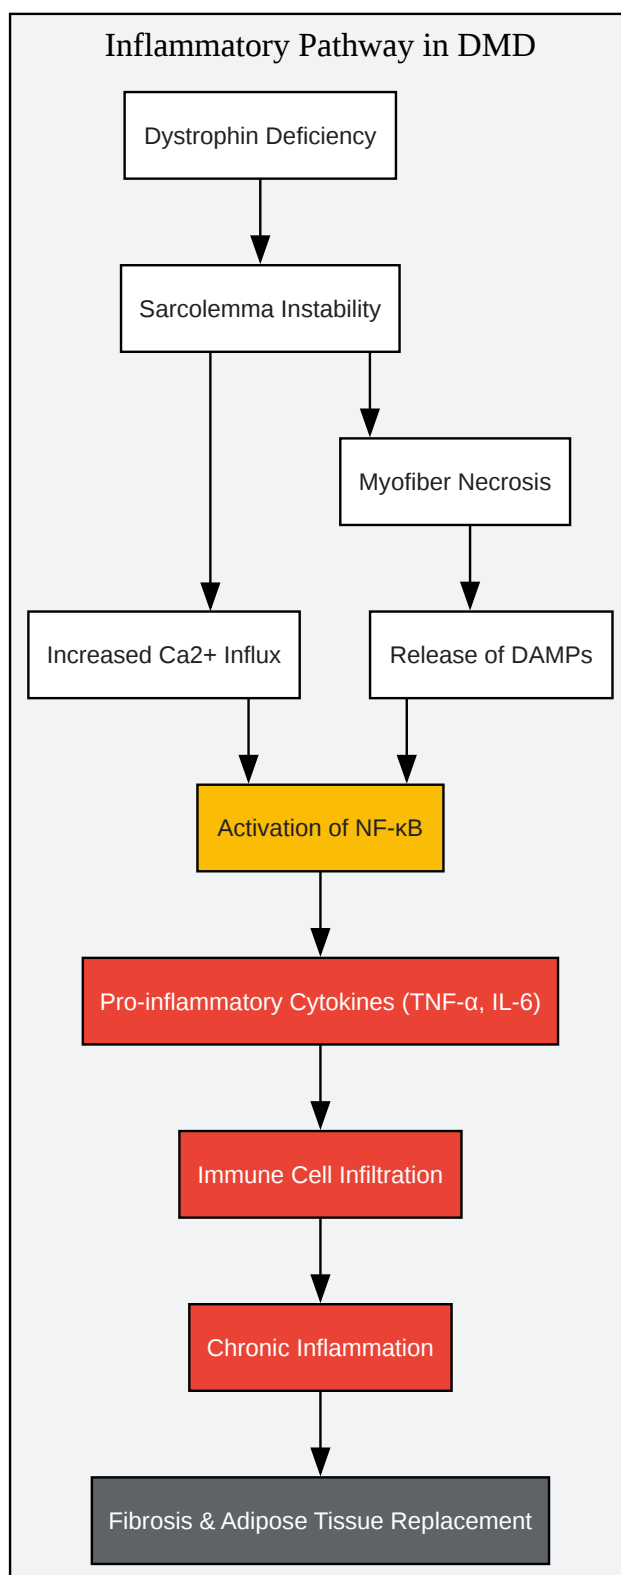 Inflammatory Pathway in DMD
Dystrophin Deficiency
Sarcolemma Instability
Myofiber Necrosis
Increased Ca2+ Influx
Release of DAMPs
Activation of NF-κB
Pro-inflammatory Cytokines (TNF-α, IL-6)
Immune Cell Infiltration
Chronic Inflammation
Fibrosis & Adipose Tissue Replacement